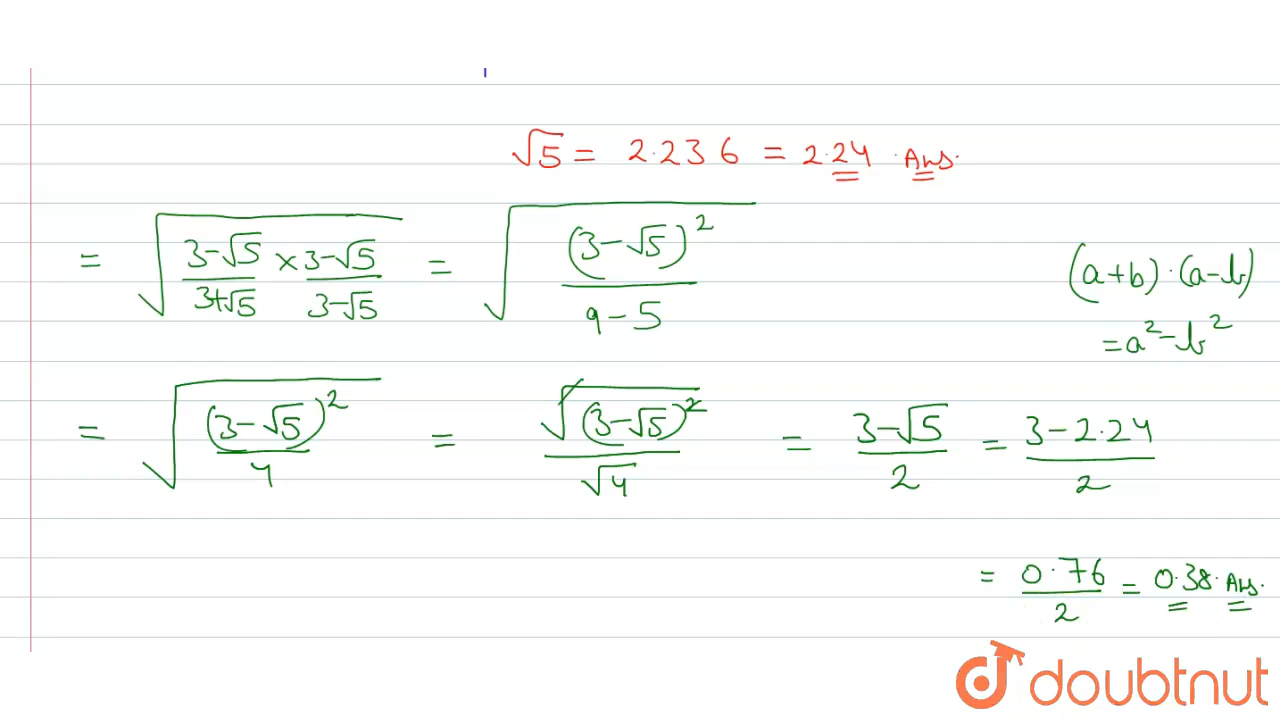 √5 = 2.236 = 2.24 . Ans.
= √((3-√5)/(3+√5) × (3-√5)/(3-√5)) = √((3-√5)²/(9-5))
(a+b).(a-b)
= a² - b²
= √((3-√5)²/4) = √(3-√5)²/√4 = (3-√5)/2 = (3-2.24)/2
= 0.76/2 = 0.38. Ans.
doubtnut